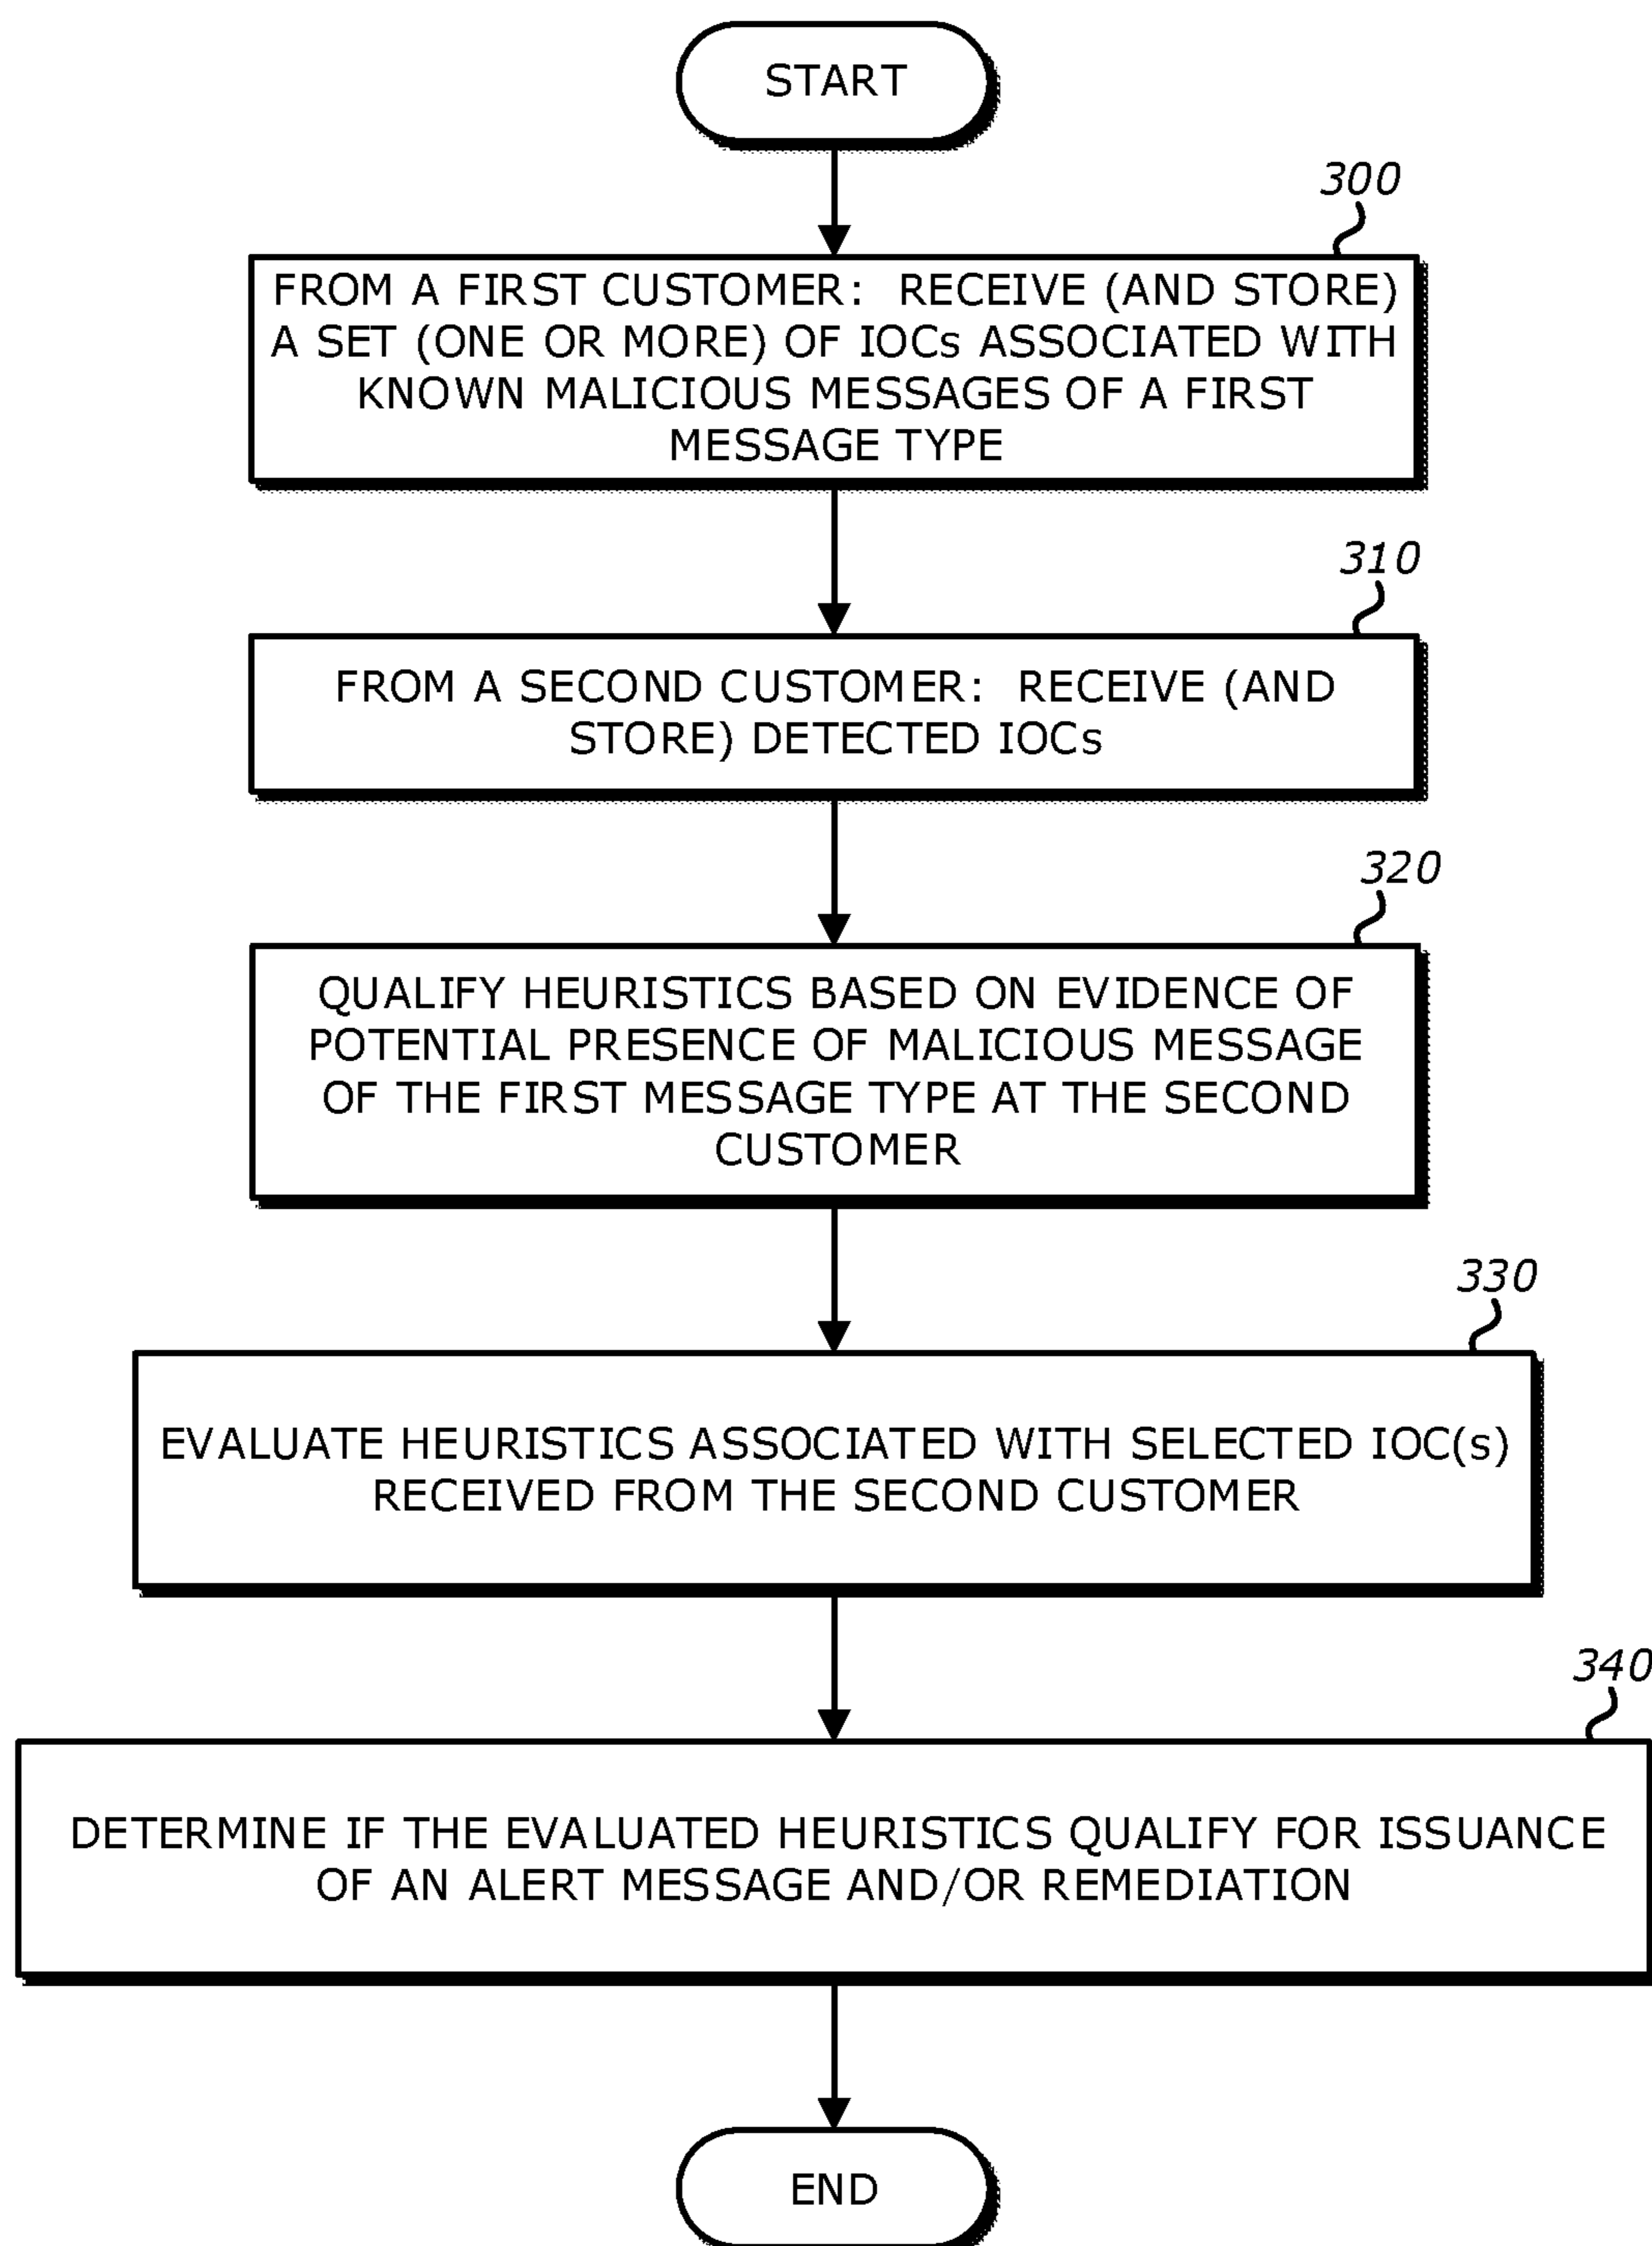 START
300
FROM A FIRST CUSTOMER: RECEIVE (AND STORE)
A SET (ONE OR MORE) OF IOCs ASSOCIATED WITH
KNOWN MALICIOUS MESSAGES OF A FIRST
MESSAGE TYPE
310
FROM A SECOND CUSTOMER: RECEIVE (AND
STORE) DETECTED IOCs
320
QUALIFY HEURISTICS BASED ON EVIDENCE OF
POTENTIAL PRESENCE OF MALICIOUS MESSAGE
OF THE FIRST MESSAGE TYPE AT THE SECOND
CUSTOMER
330
EVALUATE HEURISTICS ASSOCIATED WITH SELECTED IOC(s)
RECEIVED FROM THE SECOND CUSTOMER
340
DETERMINE IF THE EVALUATED HEURISTICS QUALIFY FOR ISSUANCE
OF AN ALERT MESSAGE AND/OR REMEDIATION
END